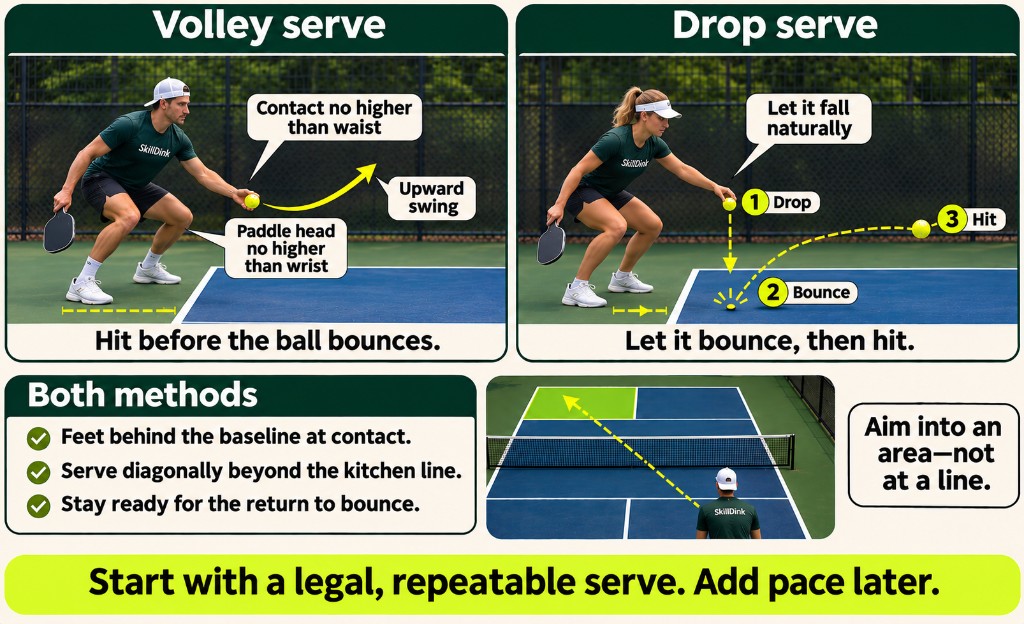 Volley serve
Contact no higher
than waist
SkillDink
Upward
swing
Paddle head
no higher
than wrist
Hit before the ball bounces.
Drop serve
Let it fall
naturally
SkillDink
1 Drop
3 Hit
2 Bounce
Let it bounce, then hit.
Both methods
Feet behind the baseline at contact.
Serve diagonally beyond the kitchen line.
Stay ready for the return to bounce.
SkillDink
Aim into an
area—not
at a line.
Start with a legal, repeatable serve. Add pace later.